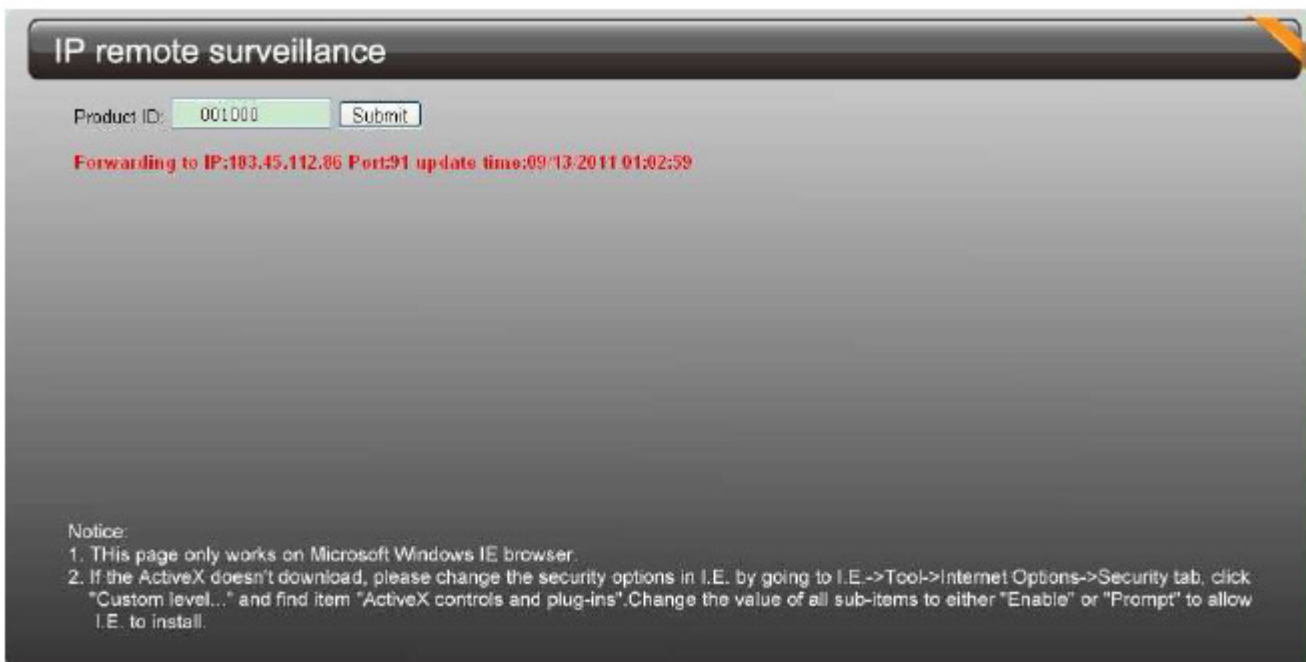 IP remote surveillance
Product ID: 001000 Submit
Forwarding to IP:183.45.112.86 Port:91 update time:09/13/2011 01:02:59
Notice:
1. THis page only works on Microsoft Windows IE browser.
2. If the ActiveX doesn't download, please change the security options in I.E. by going to I.E.->Tool->Internet Options->Security tab, click
"Custom level..." and find item "ActiveX controls and plug-ins".Change the value of all sub-items to either "Enable" or "Prompt" to allow
I.E. to install.